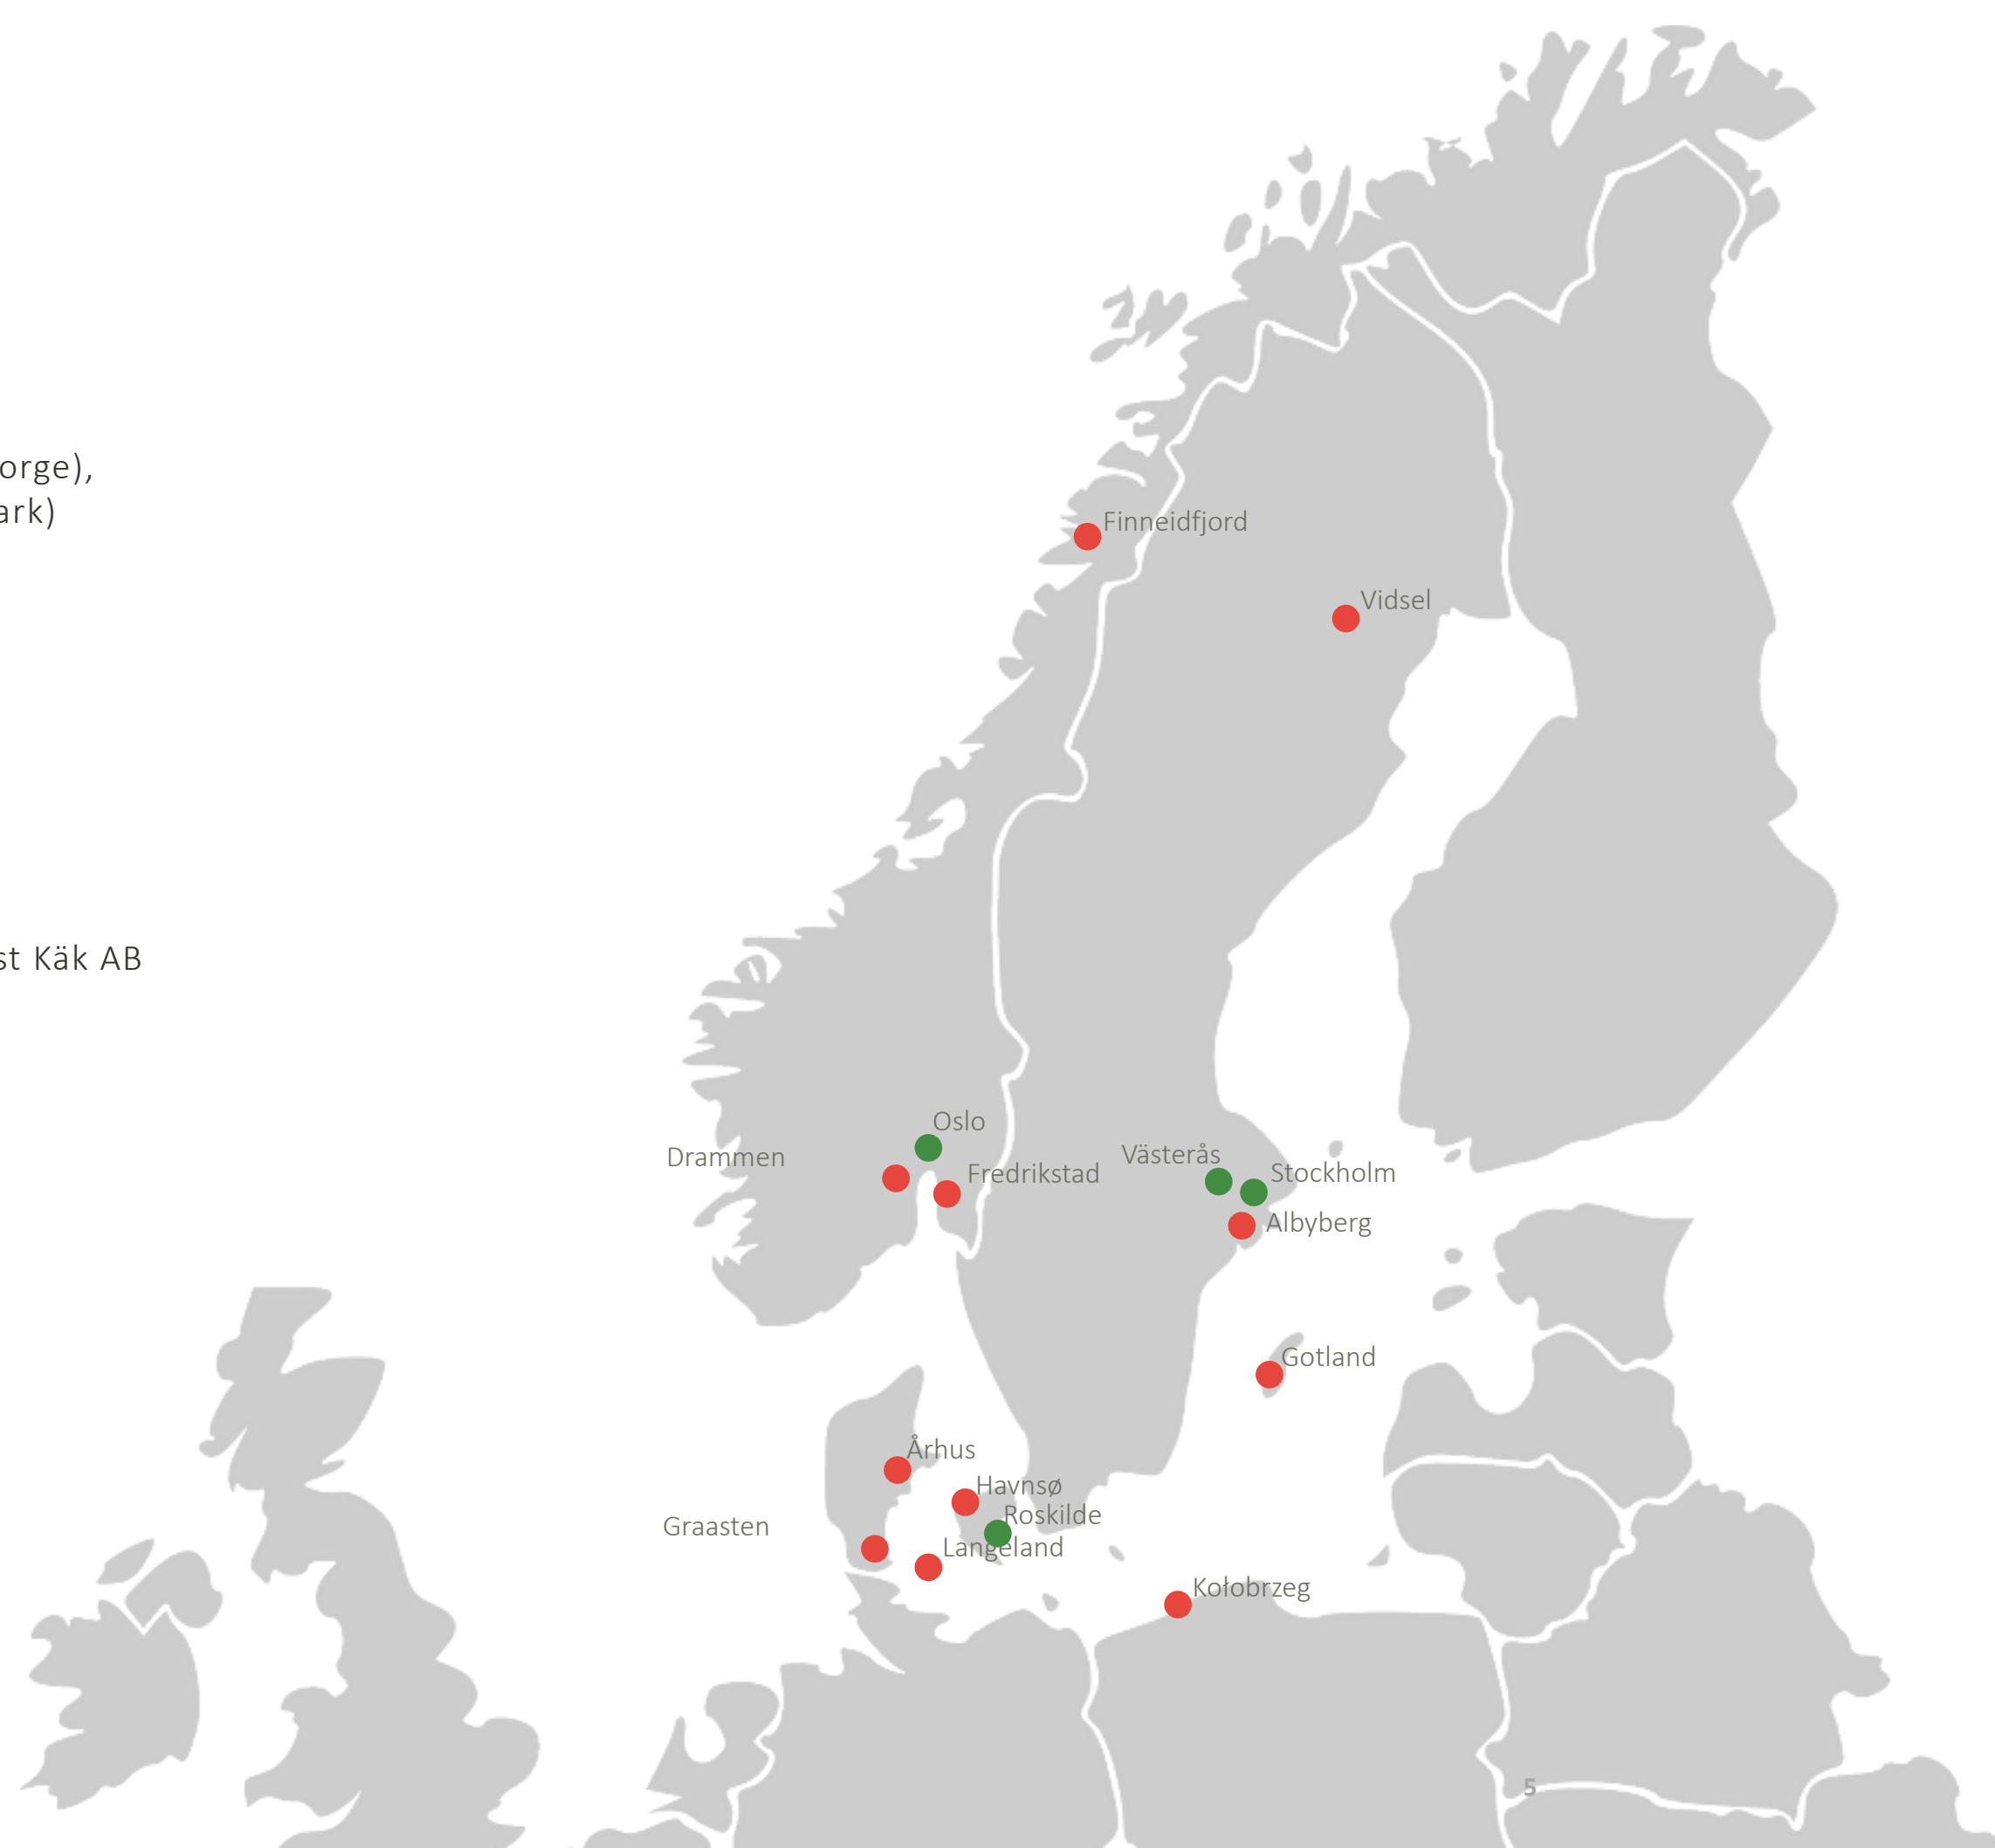 orge),
ark)
st Käk AB
Finneidfjord
Vidsel
Oslo
Drammen
Fredrikstad
Västerås
Stockholm
Albyberg
Gotland
Århus
Havnsø
Roskilde
Graasten
Langeland
Kołobrzeg
5